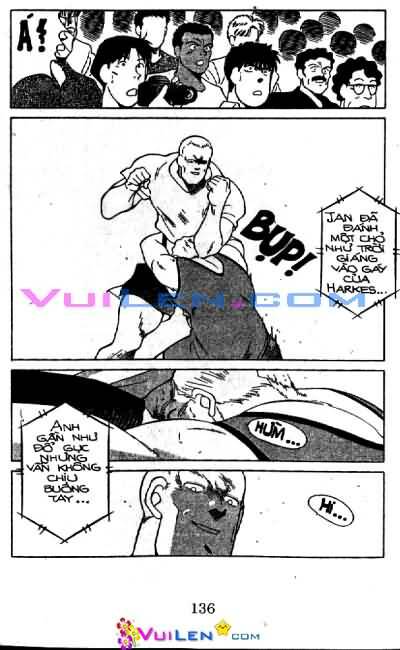 Á!
BỤP!
JAN ĐÃ
ĐÁNH
MỘT CHỎ
NHƯ TRỜI
GIÁNG
VÀO GÁY
CỦA
HARKES...
VUILEN.COM
HỪM...
ANH
GẦN NHƯ
ĐỔ GỤC
NHƯNG
VẪN KHÔNG
CHỊU
BUÔNG
TAY...
HI...
136
VUILEN.COM